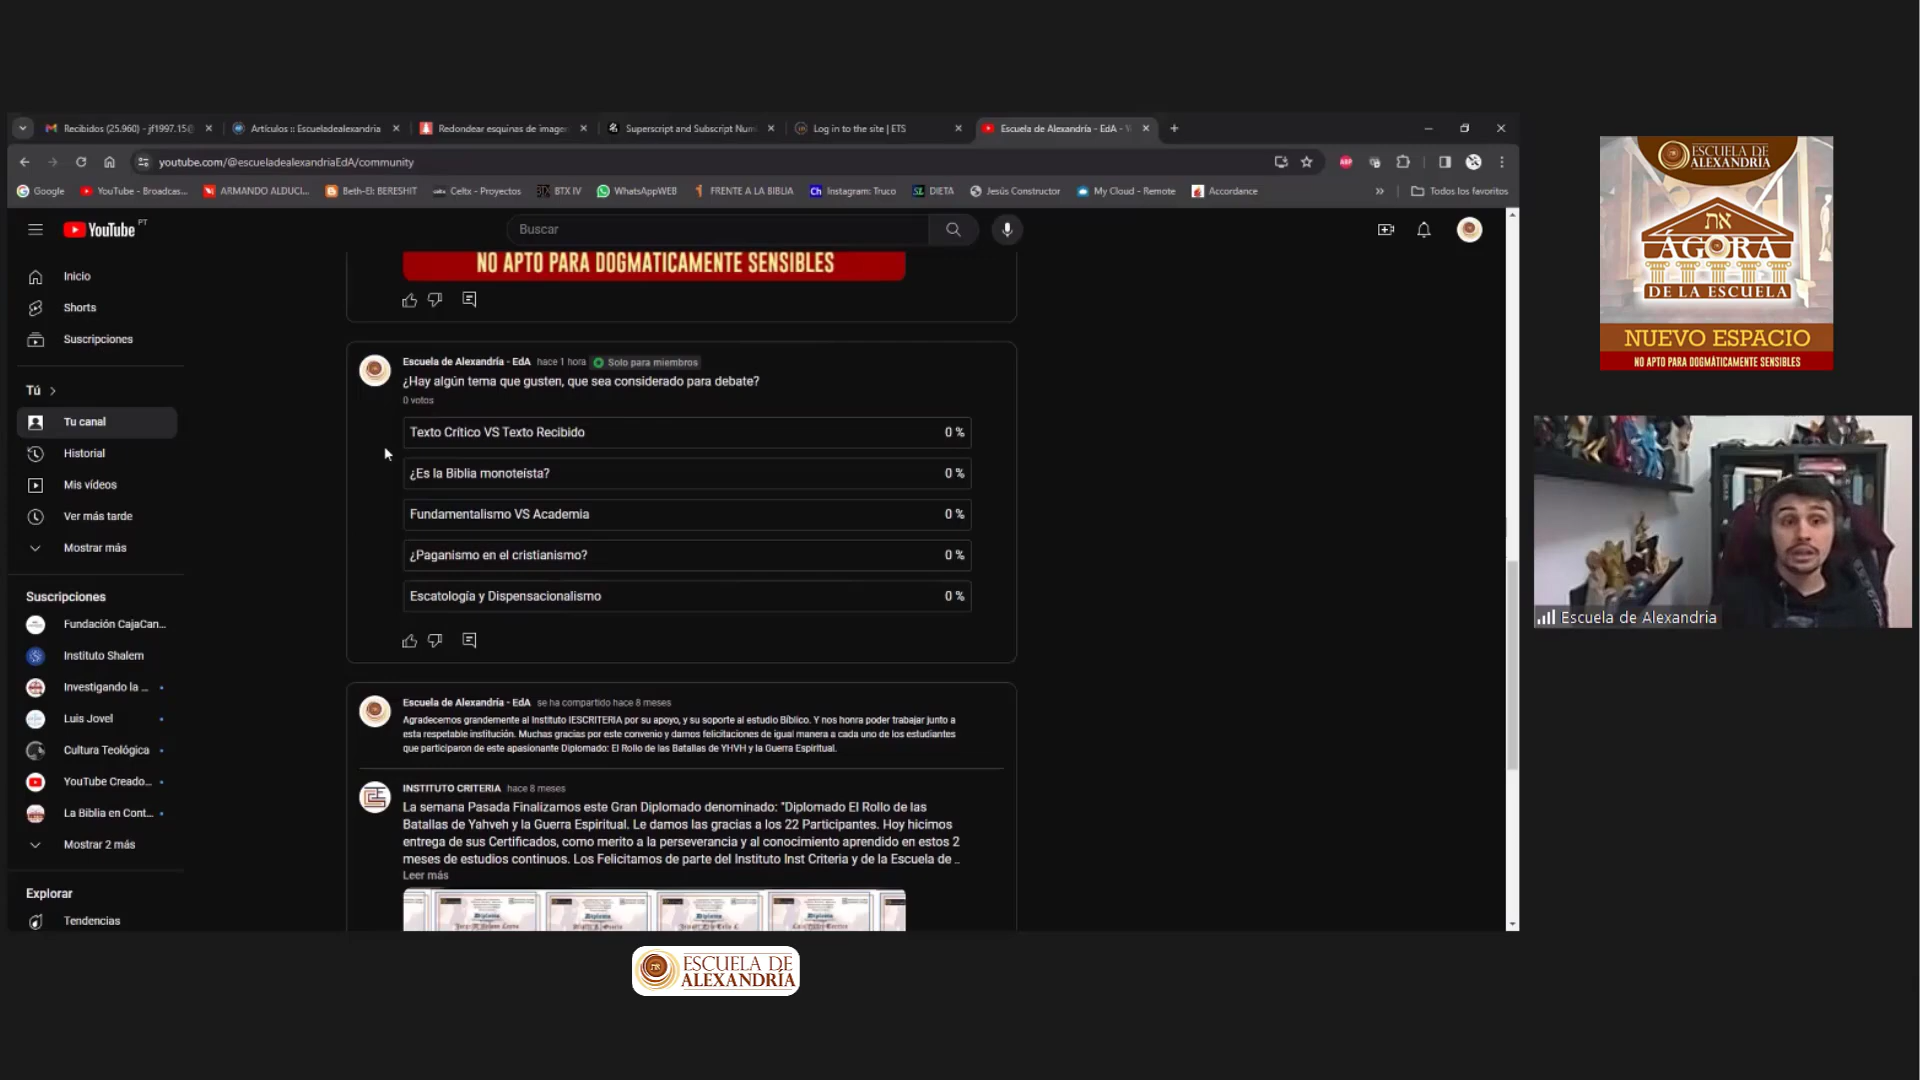 Recibidos (25.960) - jf1997.15@
Artículos :: Escueladealexandria
Redondear esquinas de image
Superscript and Subscript Num
Log in to the site | ETS
Escuela de Alexandría - EdA -
youtube.com/@escueladealexandriaEdA/community
ABP
Google
YouTube - Broadcas...
ARMANDO ALDUCI...
Beth-El: BERESHIT
Celtx - Proyectos
BTX IV
WhatsAppWEB
FRENTE A LA BIBLIA
Instagram: Truco
DIETA
Jesús Constructor
My Cloud - Remote
Accordance
»
Todos los favoritos
YouTube PT
Buscar
Inicio
Shorts
Suscripciones
Tú
Tu canal
Historial
Mis vídeos
Ver más tarde
Mostrar más
Suscripciones
Fundación CajaCan...
Instituto Shalem
Investigando la ...
Luis Jovel
Cultura Teológica
YouTube Creado...
La Biblia en Cont...
Mostrar 2 más
Explorar
Tendencias
NO APTO PARA DOGMÁTICAMENTE SENSIBLES
Escuela de Alexandría - EdA hace 1 hora Solo para miembros
¿Hay algún tema que gusten, que sea considerado para debate?
0 votos
Texto Crítico VS Texto Recibido 0 %
¿Es la Biblia monoteísta? 0 %
Fundamentalismo VS Academia 0 %
¿Paganismo en el cristianismo? 0 %
Escatología y Dispensacionalismo 0 %
Escuela de Alexandría - EdA se ha compartido hace 8 meses
Agradecemos grandemente al Instituto IESCRITERIA por su apoyo, y su soporte al estudio Bíblico. Y nos honra poder trabajar junto a
esta respetable institución. Muchas gracias por este convenio y damos felicitaciones de igual manera a cada uno de los estudiantes
que participaron de este apasionante Diplomado: El Rollo de las Batallas de YHVH y la Guerra Espiritual.
INSTITUTO CRITERIA hace 8 meses
La semana Pasada Finalizamos este Gran Diplomado denominado: "Diplomado El Rollo de las
Batallas de Yahveh y la Guerra Espiritual. Le damos las gracias a los 22 Participantes. Hoy hicimos
entrega de sus Certificados, como merito a la perseverancia y al conocimiento aprendido en estos 2
meses de estudios continuos. Los Felicitamos de parte del Instituto Inst Criteria y de la Escuela de ...
Leer más
Diploma
Diploma
Diploma
Diploma
ESCUELA DE
ALEXANDRÍA
את
ÁGORA
DE LA ESCUELA
NUEVO ESPACIO
NO APTO PARA DOGMÁTICAMENTE SENSIBLES
Escuela de Alexandria
ESCUELA DE
ALEXANDRÍA